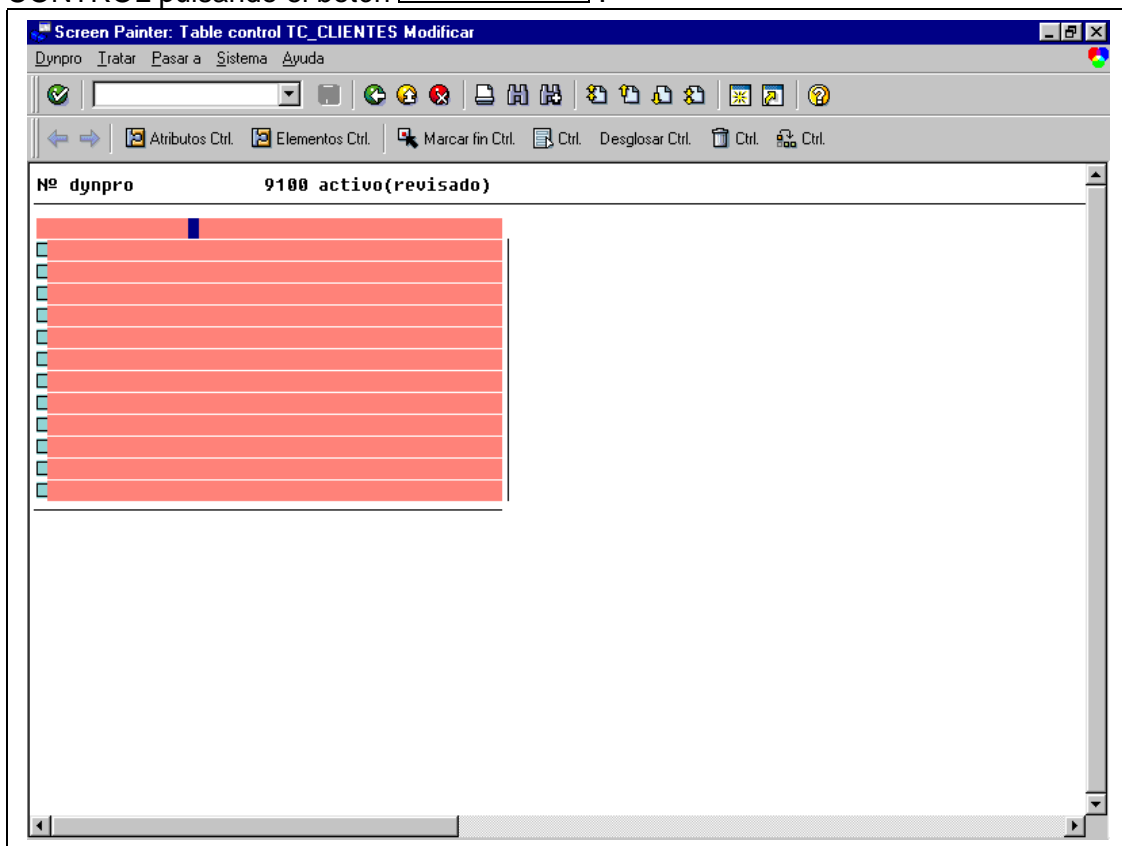 CONTROL pulsando el botón .
Screen Painter: Table control TC_CLIENTES Modificar
Dynpro Tratar Pasar a Sistema Ayuda
Atributos Ctrl. Elementos Ctrl. Marcar fin Ctrl. Ctrl. Desglosar Ctrl. Ctrl. Ctrl.
Nº dynpro 9100 activo(revisado)